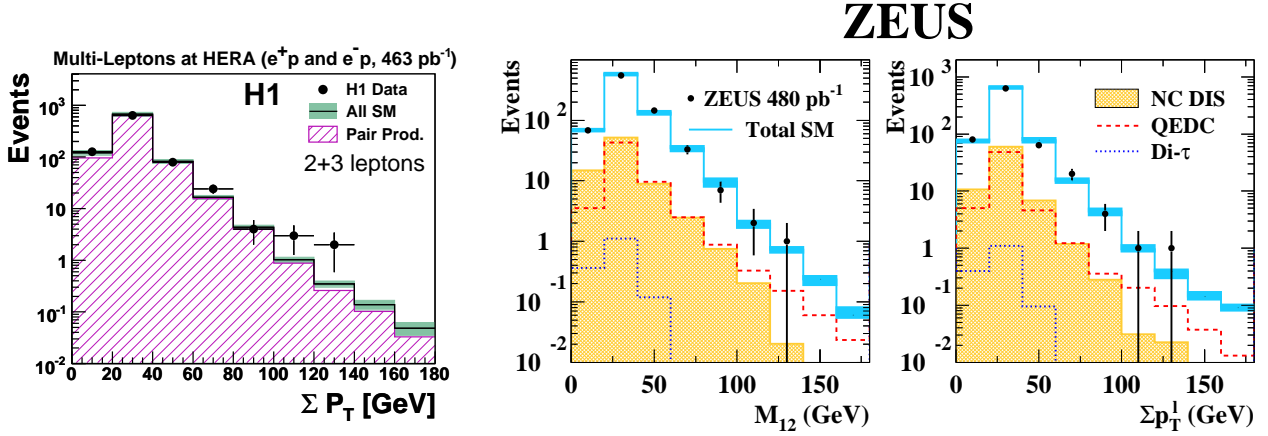 ZEUS
Multi-Leptons at HERA (e⁺p and e⁻p, 463 pb⁻¹)
H1
H1 Data
All SM
Pair Prod.
2+3 leptons
Events
10³
10²
10
1
10⁻¹
10⁻²
0 20 40 60 80 100 120 140 160 180
Σ P_T [GeV]
Events
10²
10
1
10⁻¹
10⁻²
ZEUS 480 pb⁻¹
Total SM
0 50 100 150
M₁₂ (GeV)
Events
10³
10²
10
1
10⁻¹
10⁻²
NC DIS
QEDC
Di-τ
0 50 100 150
Σp_T^l (GeV)